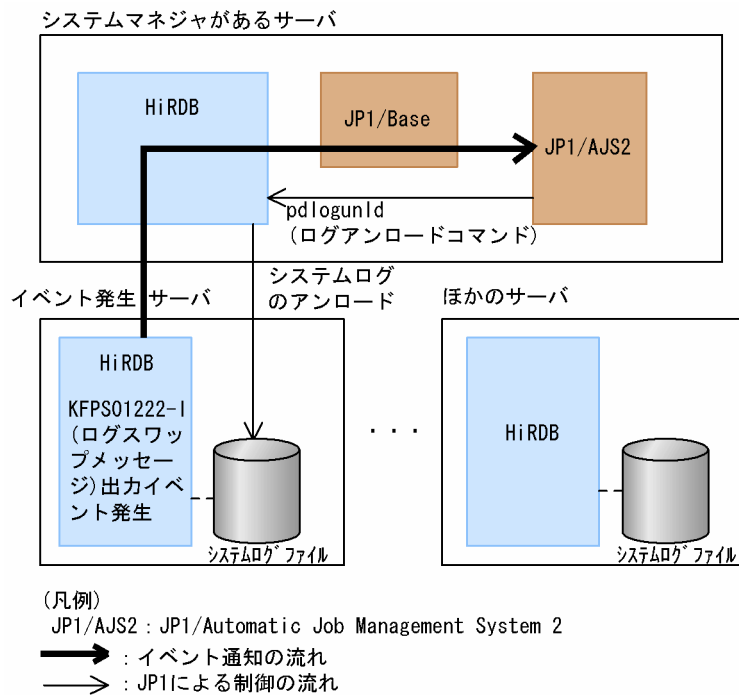 システムマネジャがあるサーバ
HiRDB
JP1/Base
JP1/AJS2
pdlogunld
（ログアンロードコマンド）
システムログ
のアンロード
イベント発生サーバ
ほかのサーバ
HiRDB
KFPS01222-I
(ログスワッ
プメッセー
ジ)出力イベ
ント発生
・・・
HiRDB
ｼｽﾃﾑﾛｸﾞﾌｧｲﾙ
ｼｽﾃﾑﾛｸﾞﾌｧｲﾙ
(凡例)
JP1/AJS2：JP1/Automatic Job Management System 2
：イベント通知の流れ
：JP1による制御の流れ